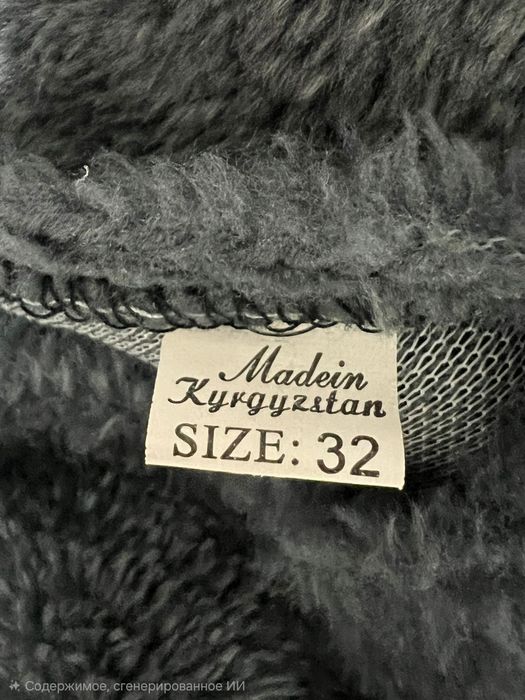 Madein
Kyrgyzstan
SIZE: 32
Содержимое, сгенерированное ИИ